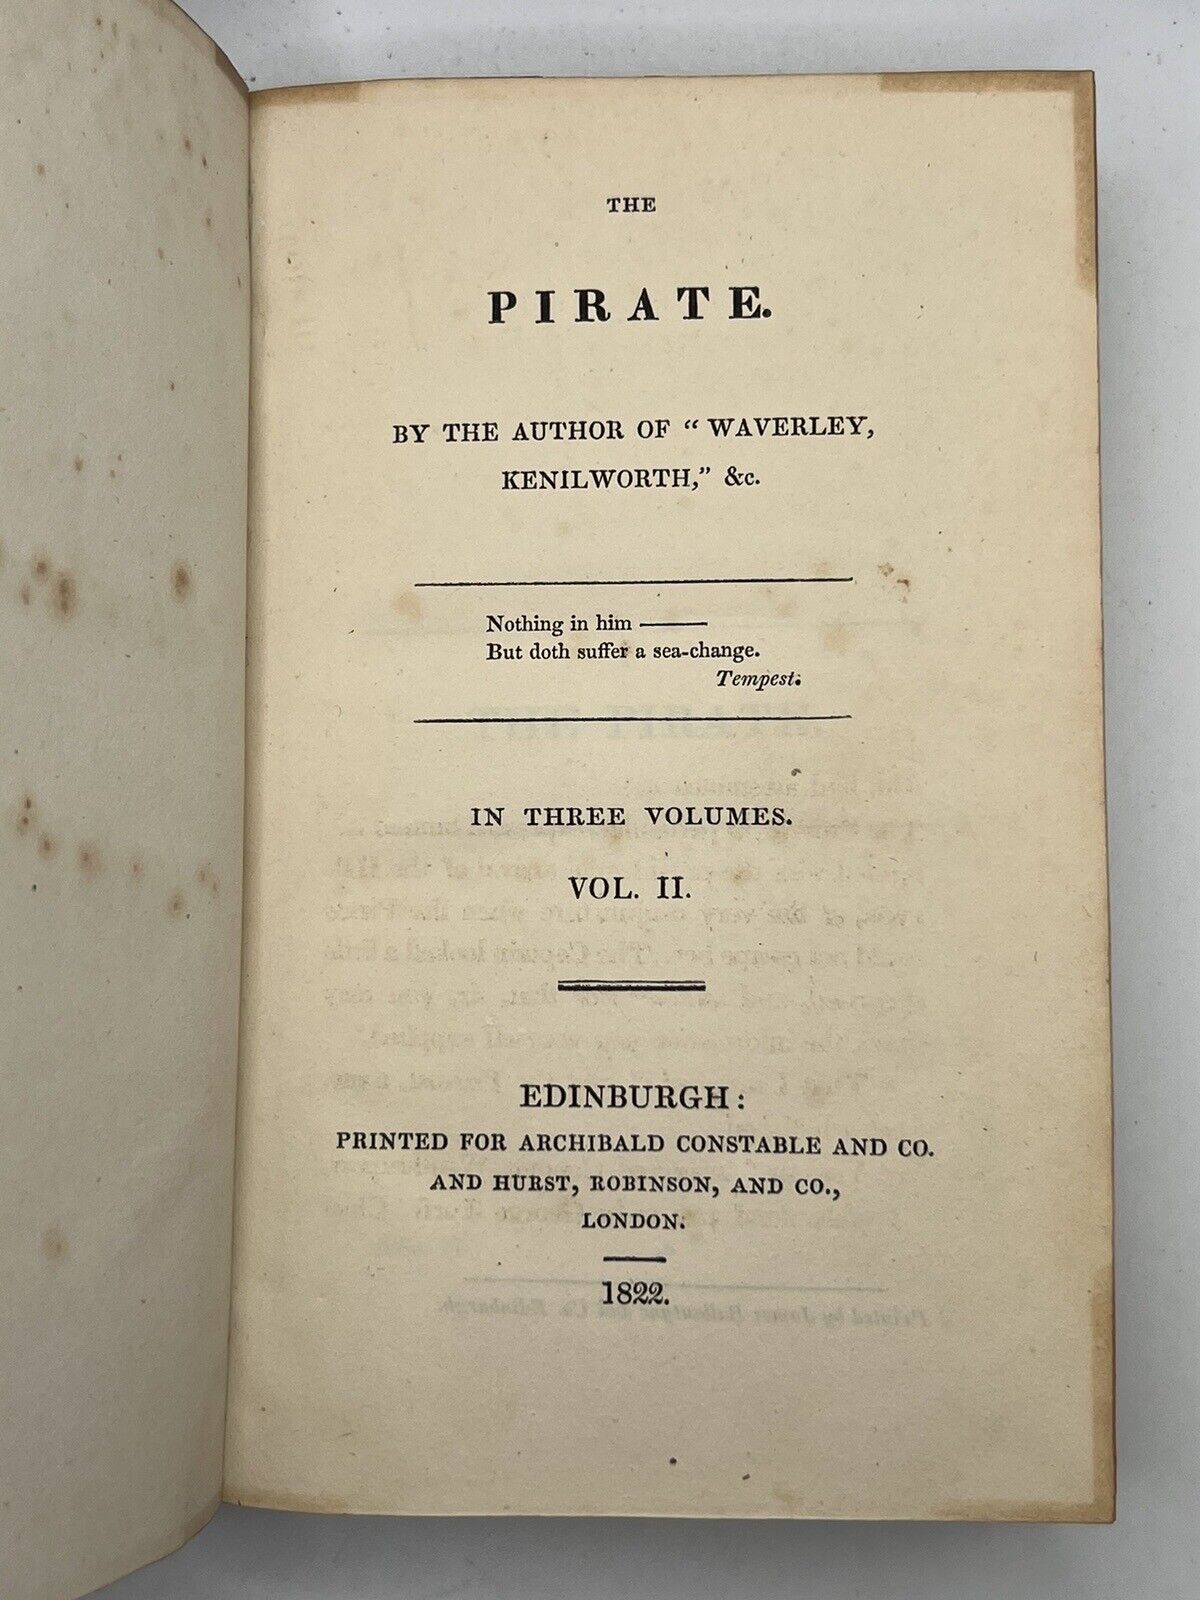 THE
PIRATE.
BY THE AUTHOR OF “WAVERLEY,
KENILWORTH,” &c.
Nothing in him ———
But doth suffer a sea-change.
Tempest.
IN THREE VOLUMES.
VOL. II.
EDINBURGH:
PRINTED FOR ARCHIBALD CONSTABLE AND CO.
AND HURST, ROBINSON, AND CO.,
LONDON.
1822.